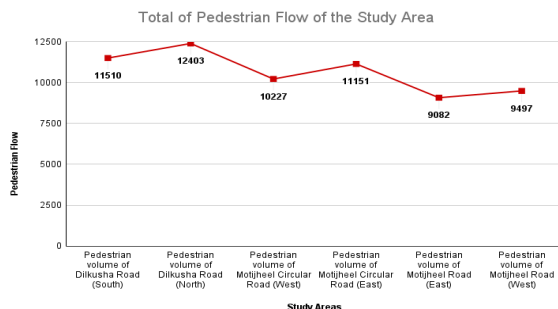 Total of Pedestrian Flow of the Study Area
Pedestrian Flow
12500
10000
7500
5000
2500
0
11510
12403
10227
11151
9082
9497
Pedestrian
volume of
Dilkusha Road
(South)
Pedestrian
volume of
Dilkusha Road
(North)
Pedestrian
volume of
Motijheel Circular
Road (West)
Pedestrian
volume of
Motijheel Circular
Road (East)
Pedestrian
volume of
Motijheel Road
(East)
Pedestrian
volume of
Motijheel Road
(West)
Study Areas